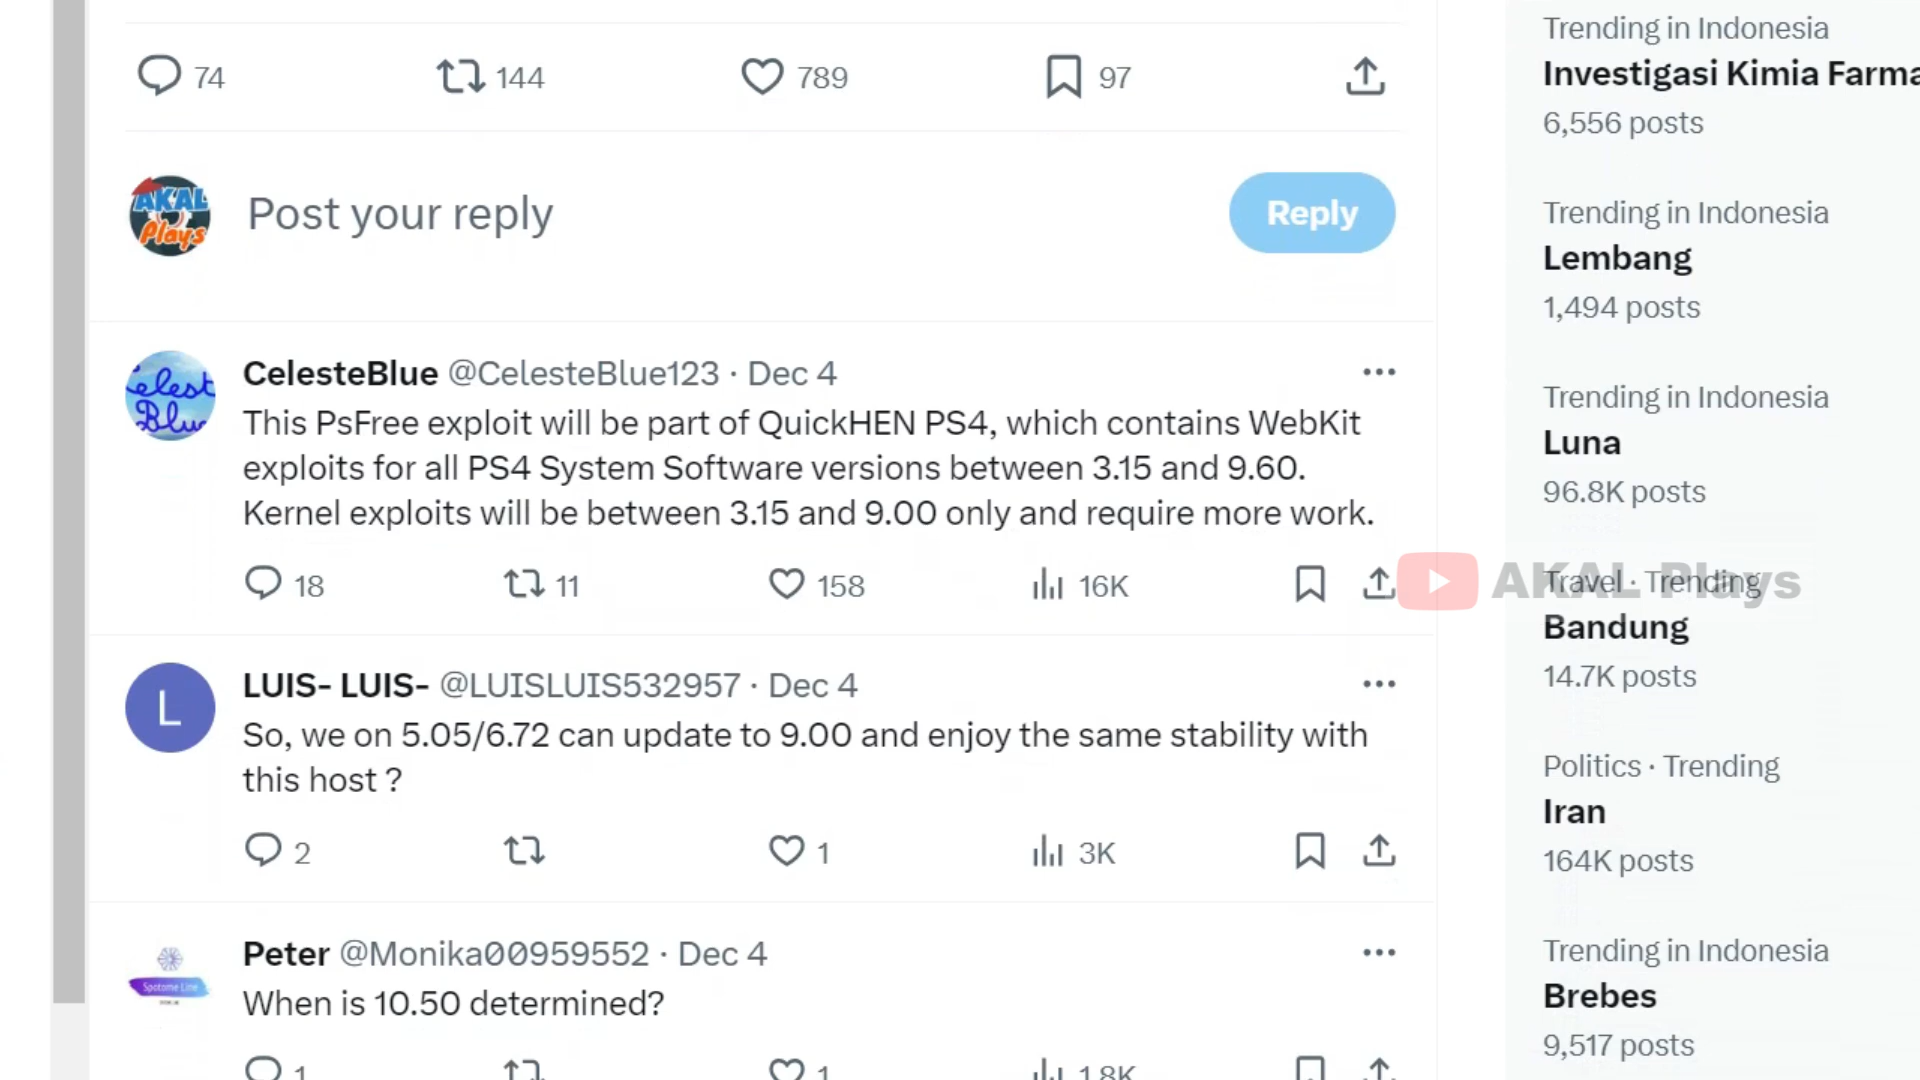 74 144 789 97
AKAL
Plays
Post your reply
Reply
CelesteBlue @CelesteBlue123 · Dec 4
This PsFree exploit will be part of QuickHEN PS4, which contains WebKit
exploits for all PS4 System Software versions between 3.15 and 9.60.
Kernel exploits will be between 3.15 and 9.00 only and require more work.
18 11 158 16K
L
LUIS- LUIS- @LUISLUIS532957 · Dec 4
So, we on 5.05/6.72 can update to 9.00 and enjoy the same stability with
this host ?
2 1 3K
Spotome Line
Peter @Monika00959552 · Dec 4
When is 10.50 determined?
1 1 1.8K
Trending in Indonesia
Investigasi Kimia Farma
6,556 posts
Trending in Indonesia
Lembang
1,494 posts
Trending in Indonesia
Luna
96.8K posts
Travel · Trending
AKAL Plays
Bandung
14.7K posts
Politics · Trending
Iran
164K posts
Trending in Indonesia
Brebes
9,517 posts